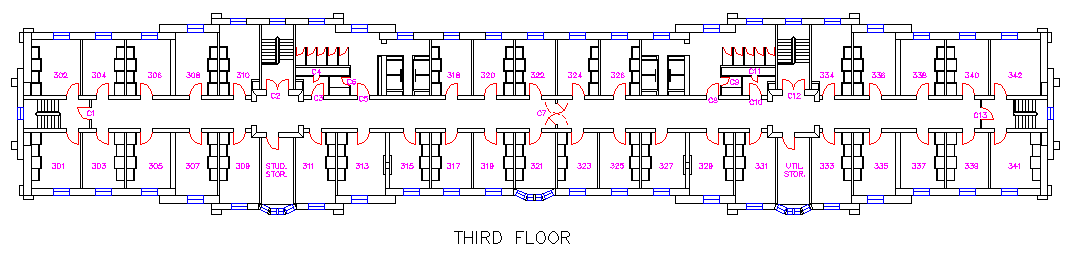 C4
C11
302
304
306
308
310
C6
318
320
322
324
326
C9
334
336
338
340
342
C2
C3
C5
C8
C10
C12
C1
C7
C13
301
303
305
307
309
STUD.
STOR.
311
313
315
317
319
321
323
325
327
329
331
UTIL
STOR.
333
335
337
339
341
THIRD FLOOR